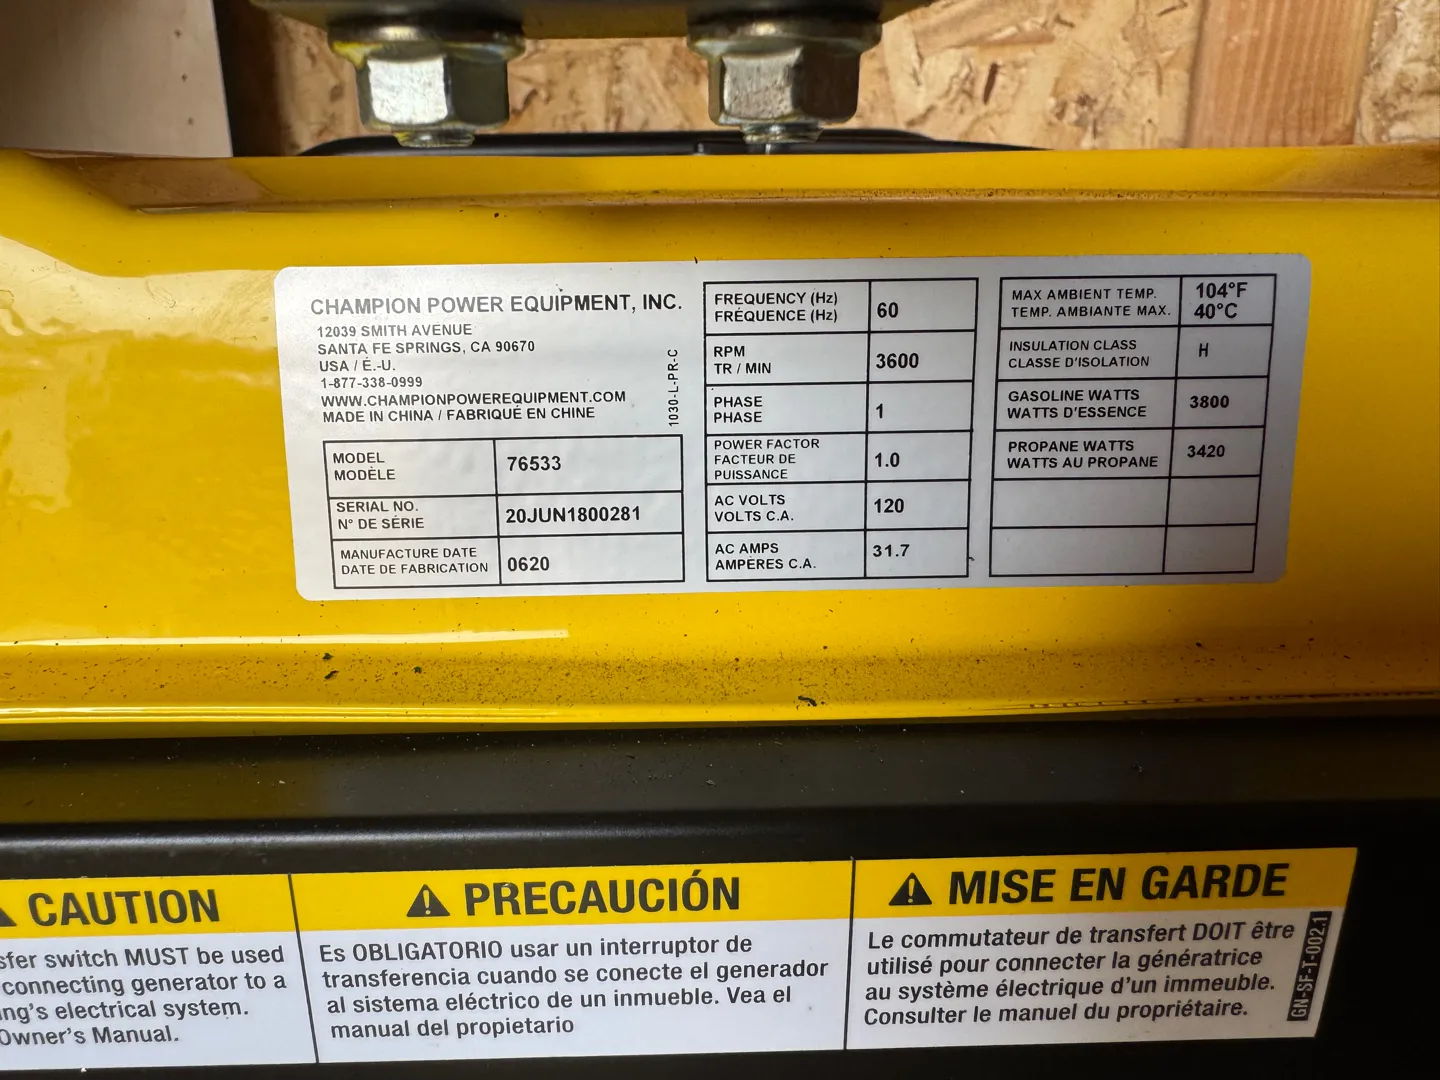 CHAMPION POWER EQUIPMENT, INC.
12039 SMITH AVENUE
SANTA FE SPRINGS, CA 90670
USA / É.-U.
1-877-338-0999
WWW.CHAMPIONPOWEREQUIPMENT.COM
MADE IN CHINA / FABRIQUÉ EN CHINE
1030-L-PR-C
MODEL
MODÈLE
76533
SERIAL NO.
N° DE SÉRIE
20JUN1800281
MANUFACTURE DATE
DATE DE FABRICATION
0620
FREQUENCY (Hz)
FRÉQUENCE (Hz)
60
RPM
TR / MIN
3600
PHASE
PHASE
1
POWER FACTOR
FACTEUR DE
PUISSANCE
1.0
AC VOLTS
VOLTS C.A.
120
AC AMPS
AMPERES C.A.
31.7
MAX AMBIENT TEMP.
TEMP. AMBIANTE MAX.
104°F
40°C
INSULATION CLASS
CLASSE D'ISOLATION
H
GASOLINE WATTS
WATTS D'ESSENCE
3800
PROPANE WATTS
WATTS AU PROPANE
3420
CAUTION
sfer switch MUST be used
connecting generator to a
ng's electrical system.
Owner's Manual.
PRECAUCIÓN
Es OBLIGATORIO usar un interruptor de
transferencia cuando se conecte el generador
al sistema eléctrico de un inmueble. Vea el
manual del propietario
MISE EN GARDE
Le commutateur de transfert DOIT être
utilisé pour connecter la génératrice
au système électrique d'un immeuble.
Consulter le manuel du propriétaire.
GN-SF-T-002.1